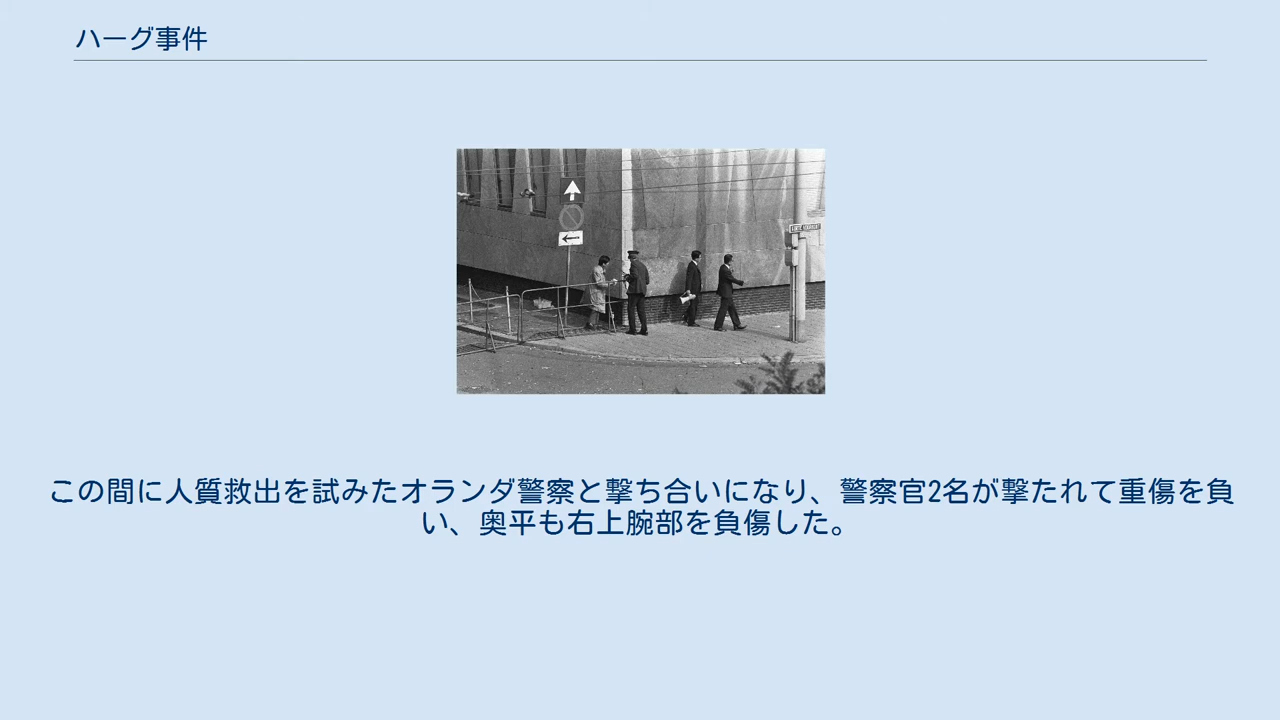 ハーグ事件
この間に人質救出を試みたオランダ警察と撃ち合いになり、警察官2名が撃たれて重傷を負
い、奥平も右上腕部を負傷した。